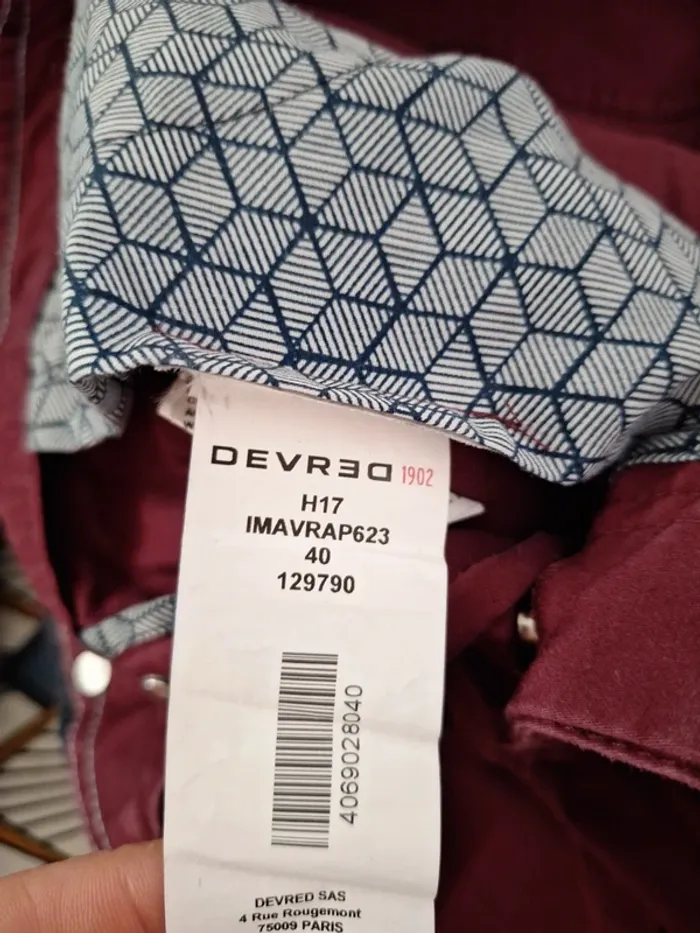 DEVRED 1902
H17
IMAVRAP623
40
129790
4069028040
DEVRED SAS
4 Rue Rougemont
75009 PARIS